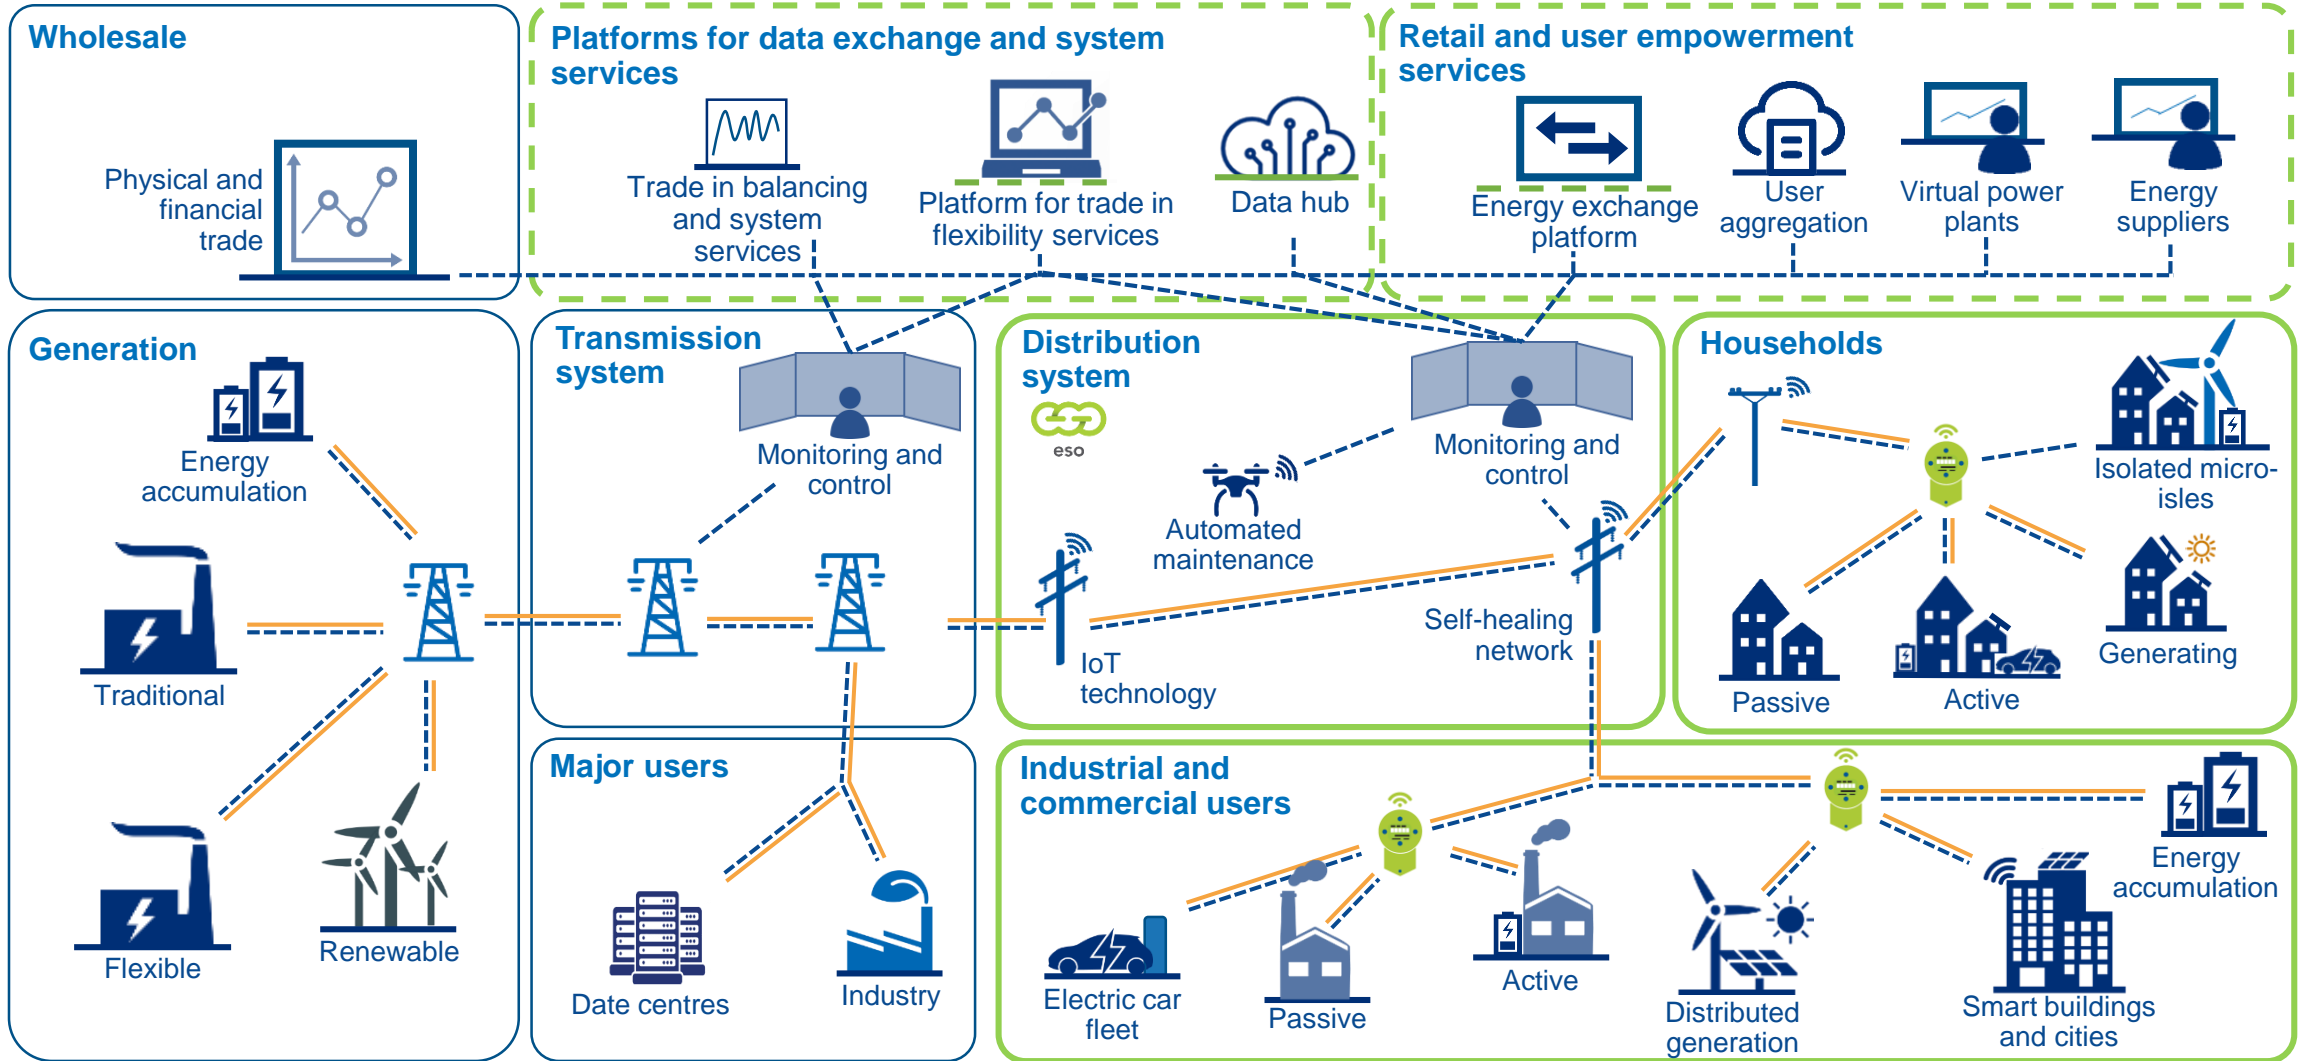 Wholesale
Physical and
financial
trade
Platforms for data exchange and system
services
Trade in balancing
and system
services
Platform for trade in
flexibility services
Data hub
Retail and user empowerment
services
Energy exchange
platform
User
aggregation
Virtual power
plants
Energy
suppliers
Generation
Energy
accumulation
Traditional
Flexible
Renewable
Transmission
system
Monitoring and
control
Distribution
system
eso
Monitoring and
control
Automated
maintenance
IoT
technology
Self-healing
network
Households
Isolated micro-
isles
Passive
Active
Generating
Major users
Date centres
Industry
Industrial and
commercial users
Electric car
fleet
Passive
Active
Distributed
generation
Smart buildings
and cities
Energy
accumulation